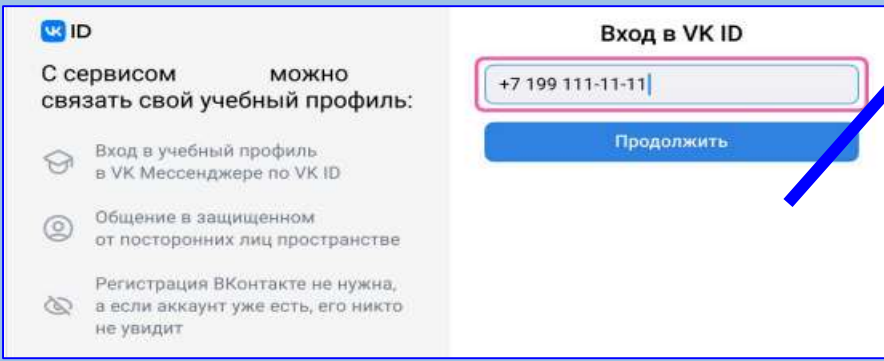 VK ID
С сервисом можно
связать свой учебный профиль:
Вход в учебный профиль
в VK Мессенджере по VK ID
Общение в защищенном
от посторонних лиц пространстве
Регистрация ВКонтакте не нужна,
а если аккаунт уже есть, его никто
не увидит
Вход в VK ID
+7 199 111-11-11
Продолжить